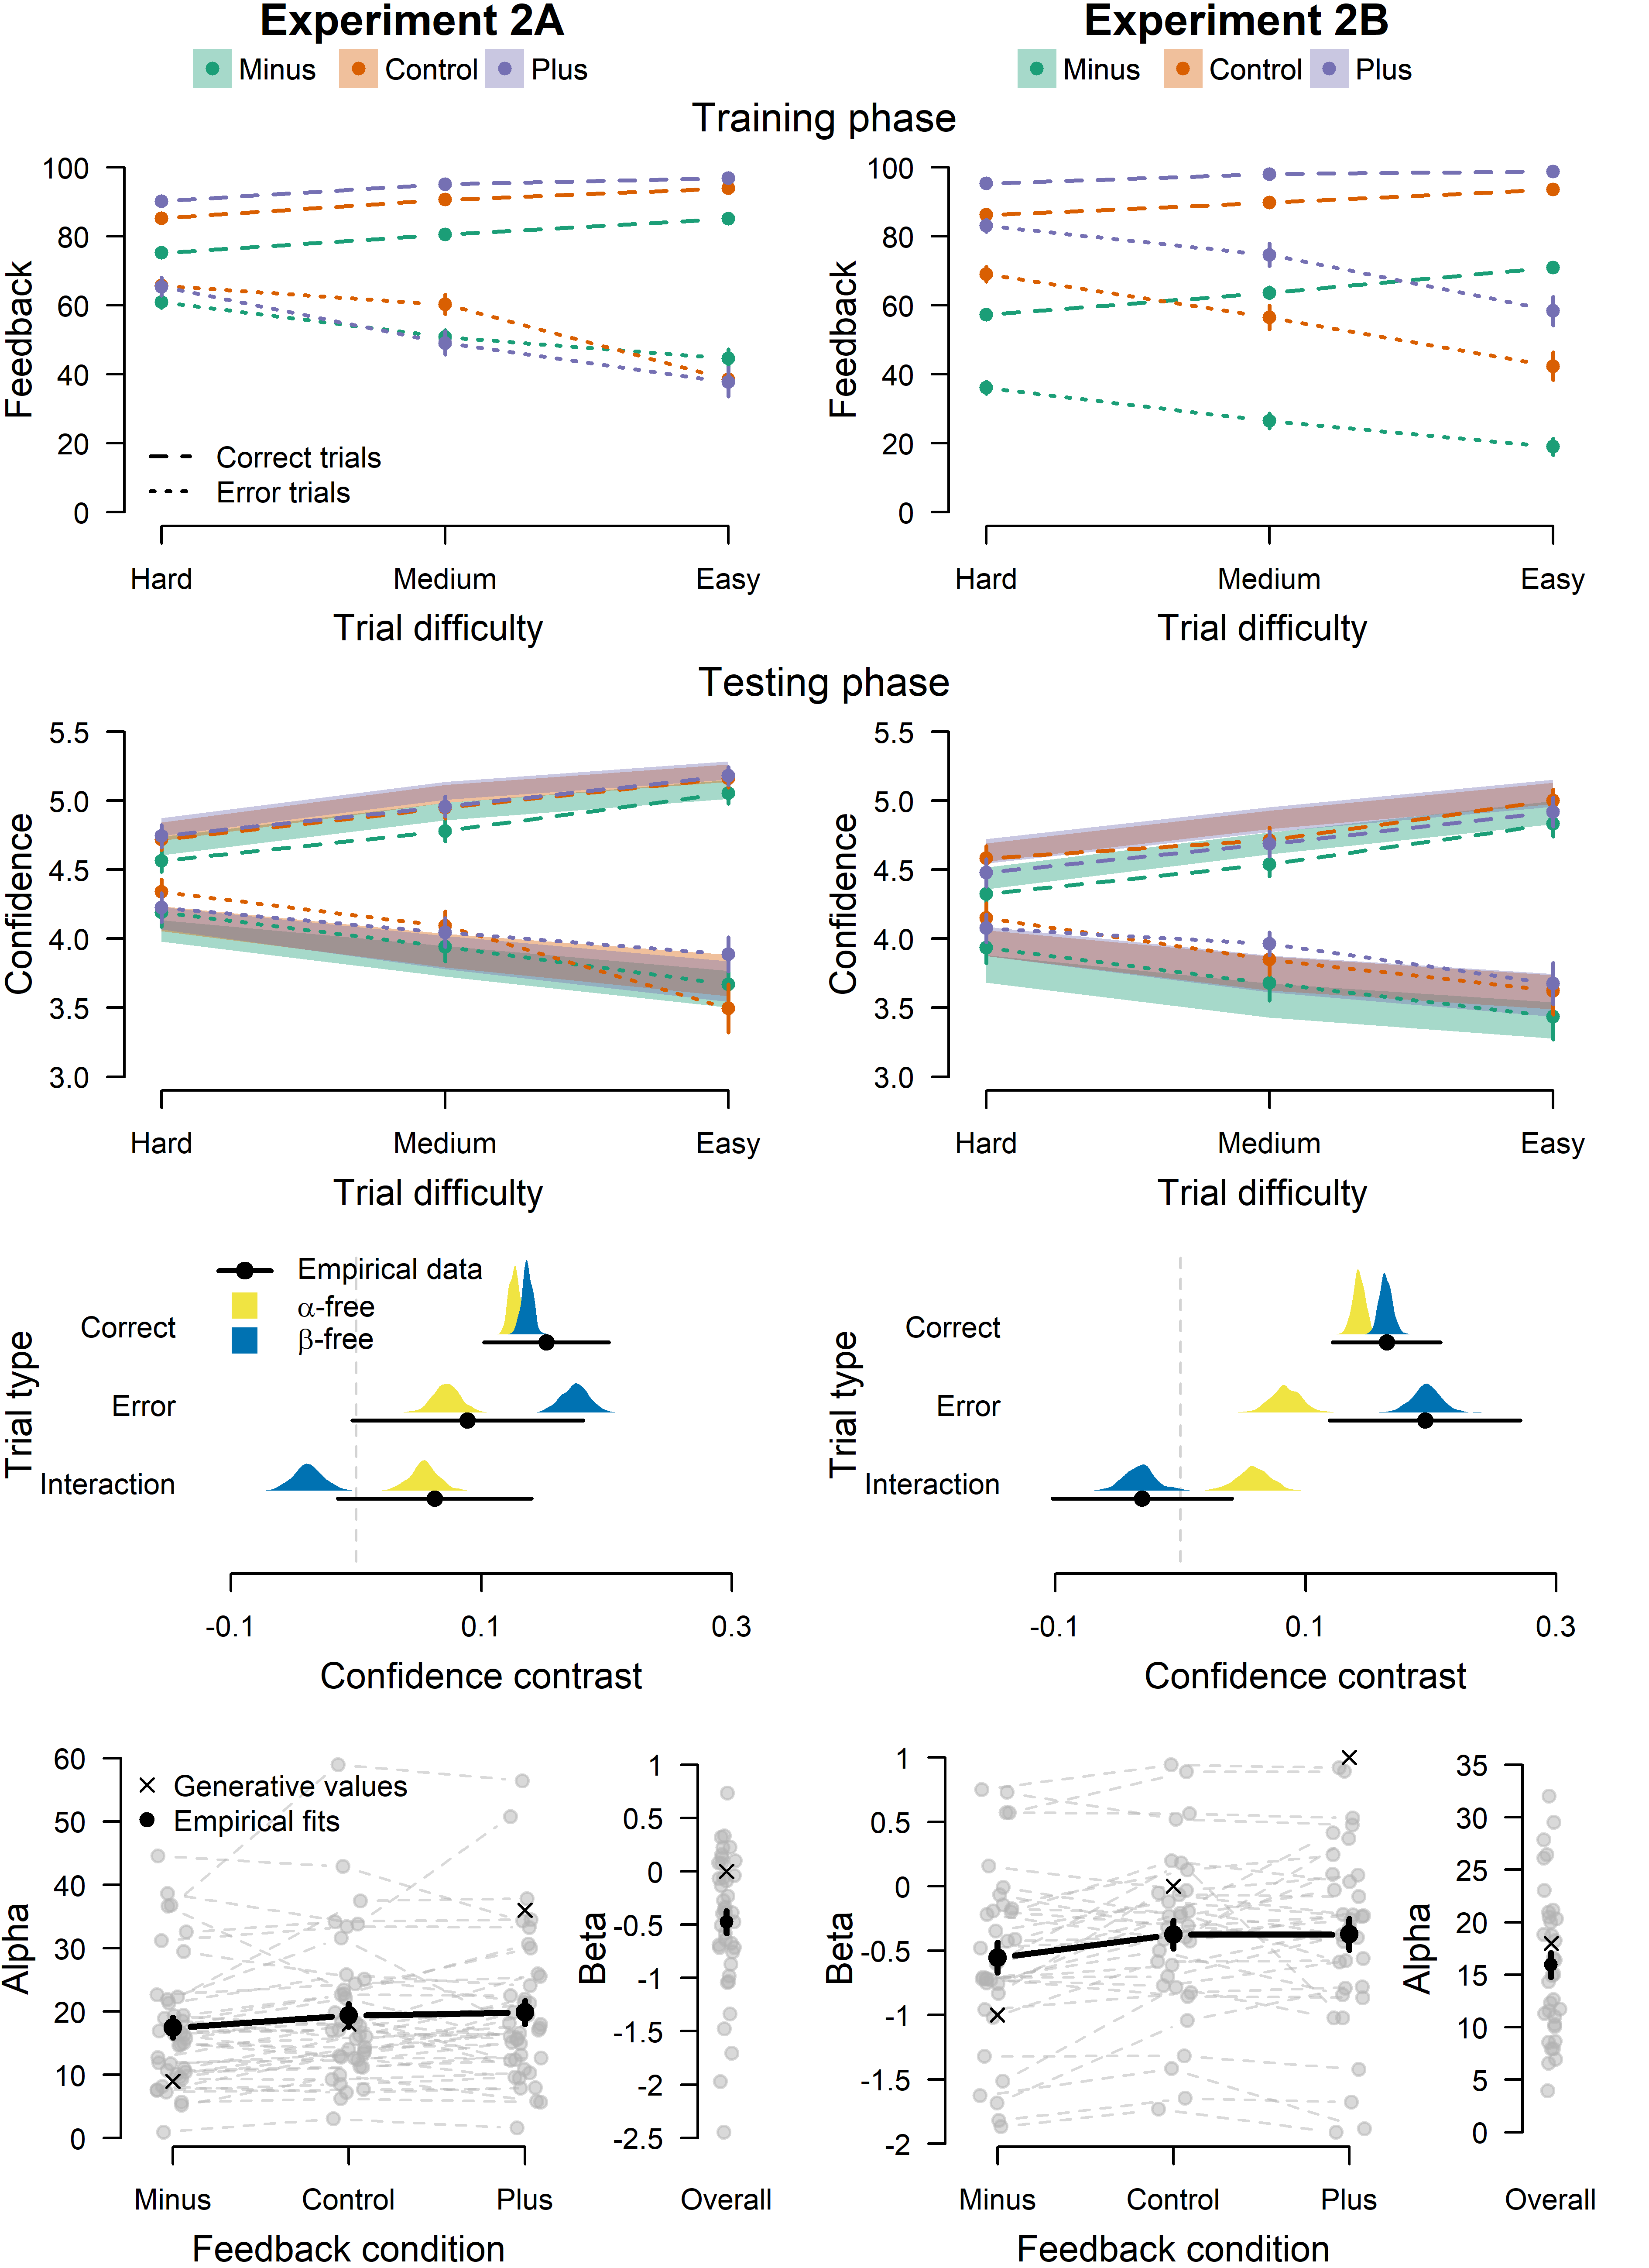 Experiment 2A
Experiment 2B
Minus Control Plus
Minus Control Plus
Training phase
100
80
60
40
20
0
Feedback
Correct trials
Error trials
Hard Medium Easy
Trial difficulty
100
80
60
40
20
0
Feedback
Hard Medium Easy
Trial difficulty
Testing phase
5.5
5.0
4.5
4.0
3.5
3.0
Confidence
Hard Medium Easy
Trial difficulty
5.5
5.0
4.5
4.0
3.5
3.0
Confidence
Hard Medium Easy
Trial difficulty
Empirical data
α-free
β-free
Trial type
Correct
Error
Interaction
-0.1 0.1 0.3
Confidence contrast
Trial type
Correct
Error
Interaction
-0.1 0.1 0.3
Confidence contrast
60
50
40
30
20
10
0
Alpha
Generative values
Empirical fits
Minus Control Plus
Feedback condition
1
0.5
0
-0.5
-1
-1.5
-2
-2.5
Beta
Overall
1
0.5
0
-0.5
-1
-1.5
-2
Beta
Minus Control Plus
Feedback condition
35
30
25
20
15
10
5
0
Alpha
Overall